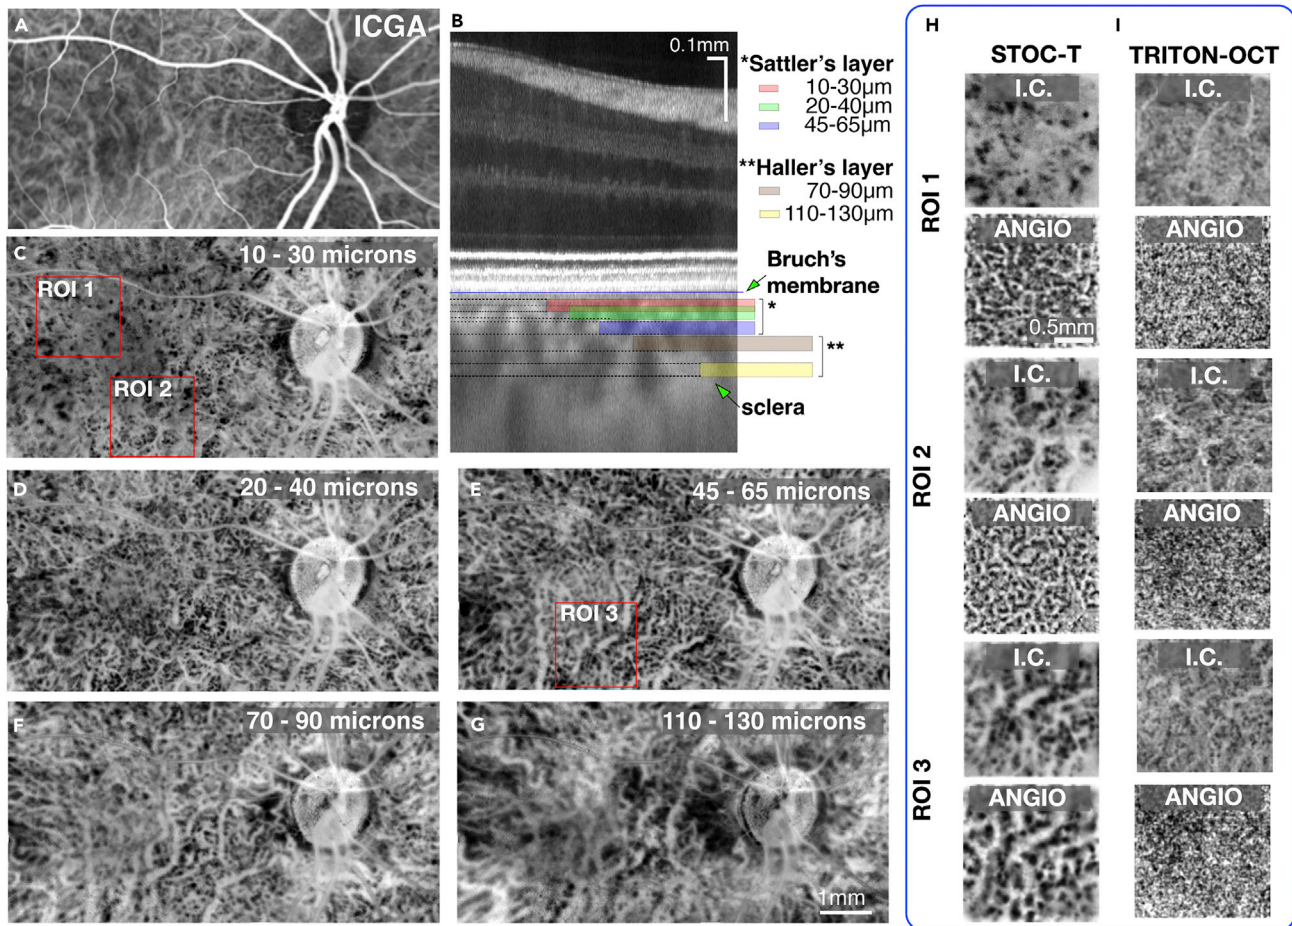 A
ICGA
B
0.1mm
*Sattler's layer
10-30µm
20-40µm
45-65µm
**Haller's layer
70-90µm
110-130µm
Bruch's
membrane
*
**
sclera
C
10 - 30 microns
ROI 1
ROI 2
D
20 - 40 microns
E
45 - 65 microns
ROI 3
F
70 - 90 microns
G
110 - 130 microns
1mm
H
I
STOC-T
TRITON-OCT
ROI 1
I.C.
I.C.
ANGIO
ANGIO
0.5mm
ROI 2
I.C.
I.C.
ANGIO
ANGIO
ROI 3
I.C.
I.C.
ANGIO
ANGIO